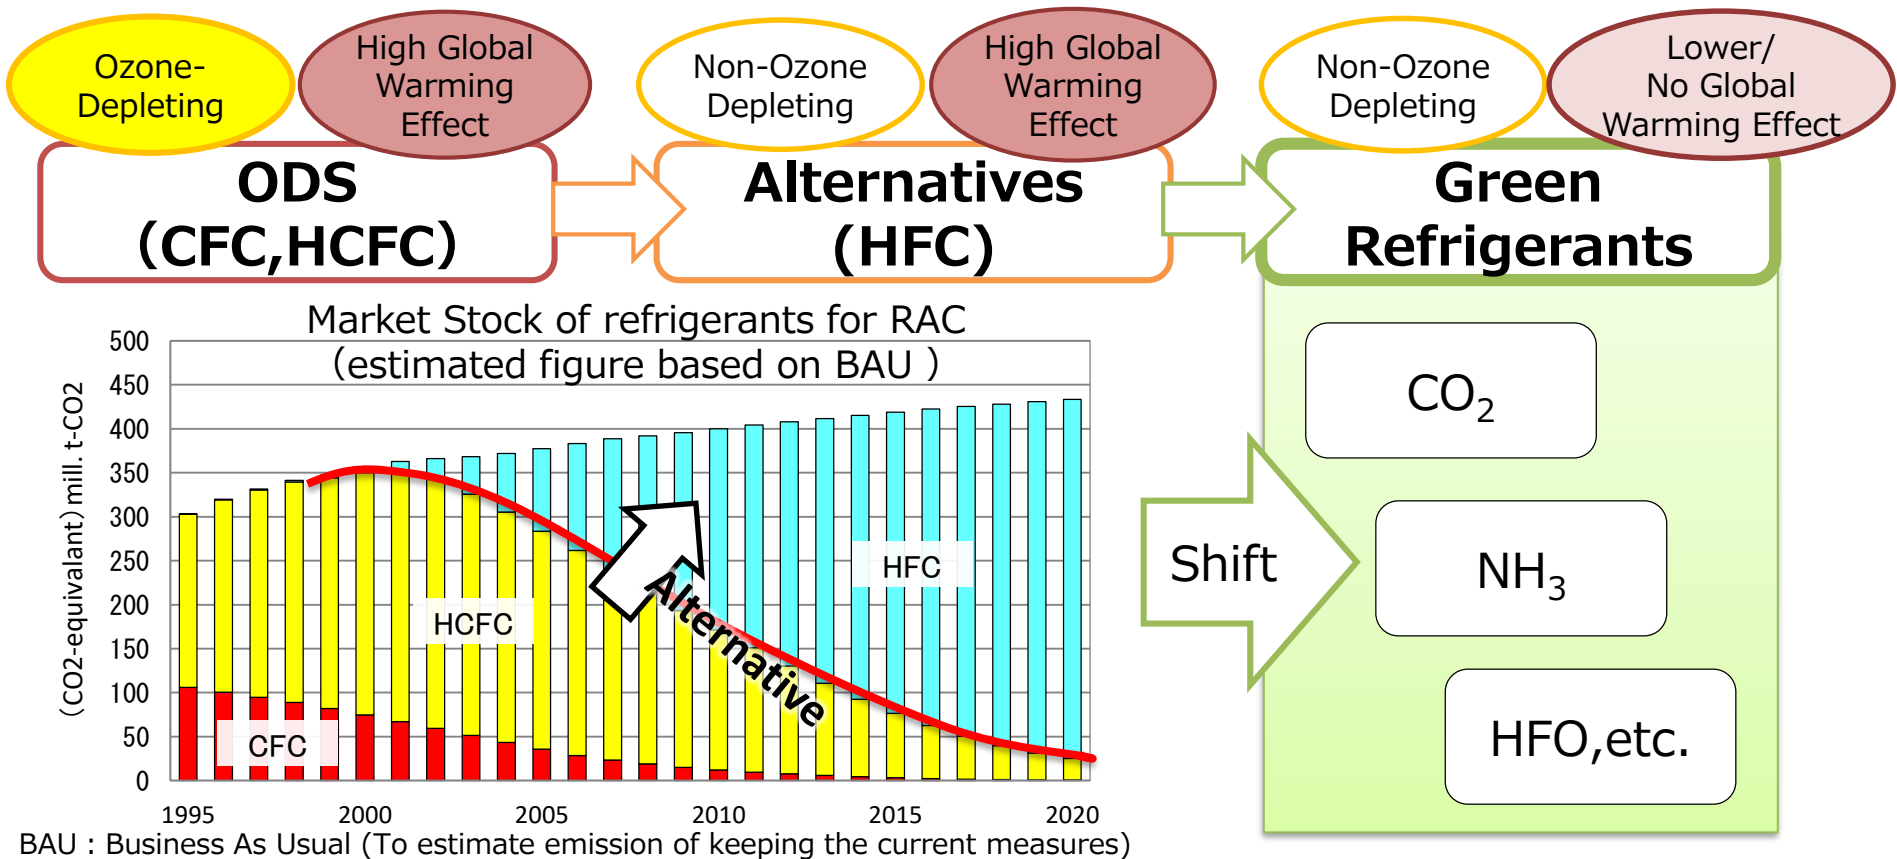 Ozone-
Depleting
High Global
Warming
Effect
Non-Ozone
Depleting
High Global
Warming
Effect
Non-Ozone
Depleting
Lower/
No Global
Warming Effect
ODS
(CFC,HCFC)
Alternatives
(HFC)
Green
Refrigerants
Market Stock of refrigerants for RAC
(estimated figure based on BAU )
(CO2-equivalant) mill. t-CO2
500
450
400
350
300
250
200
150
100
50
0
HFC
HCFC
CFC
Alternative
1995
2000
2005
2010
2015
2020
BAU : Business As Usual (To estimate emission of keeping the current measures)
Shift
CO₂
NH₃
HFO,etc.